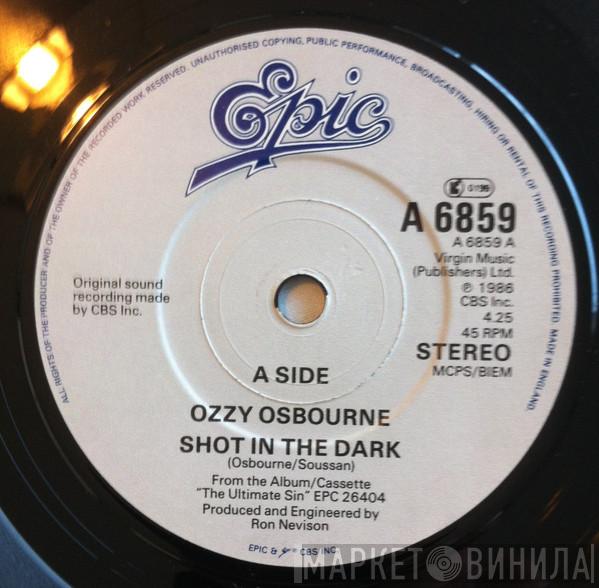 ALL RIGHTS OF THE PRODUCER AND OF THE OWNER OF THE RECORDED WORK RESERVED. UNAUTHORISED COPYING, PUBLIC PERFORMANCE, BROADCASTING, HIRING OR RENTAL OF THIS RECORDING PROHIBITED. MADE IN ENGLAND.
Epic
K 0196
A 6859
A 6859 A
Virgin Music
(Publishers) Ltd.
℗ 1986
CBS Inc.
4.25
45 RPM
STEREO
MCPS/BIEM
Original sound
recording made
by CBS Inc.
A SIDE
OZZY OSBOURNE
SHOT IN THE DARK
(Osbourne/Soussan)
From the Album/Cassette
"The Ultimate Sin" EPC 26404
Produced and Engineered by
Ron Nevison
EPIC & CBS INC.
МАРКЕТ ВИНИЛА